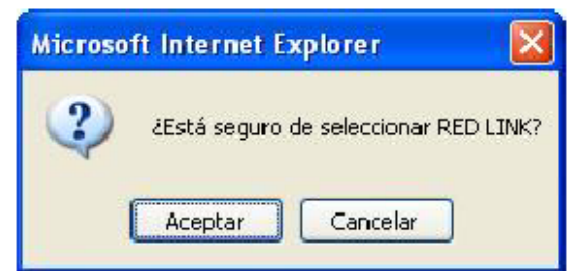 Microsoft Internet Explorer
¿Está seguro de seleccionar RED LINK?
Aceptar
Cancelar